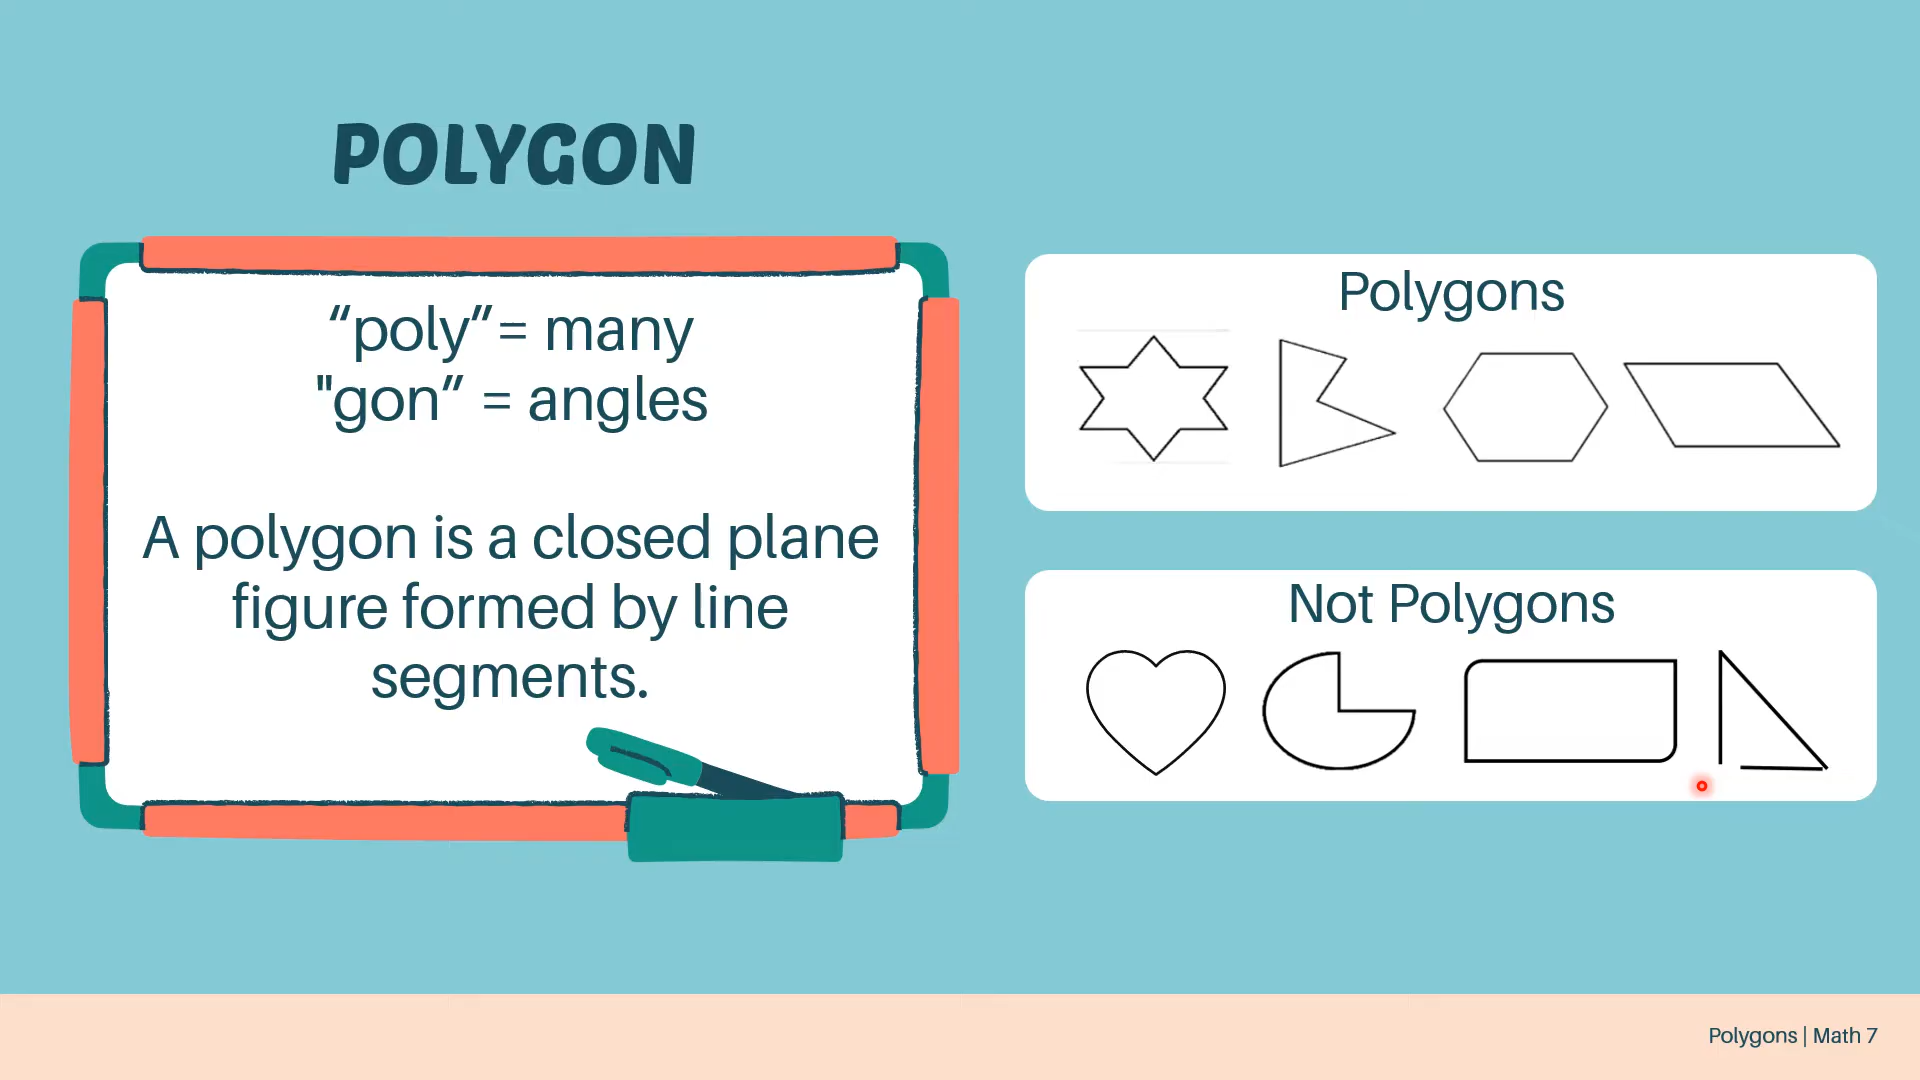 POLYGON
“poly”= many
"gon” = angles
A polygon is a closed plane
figure formed by line
segments.
Polygons
Not Polygons
Polygons | Math 7